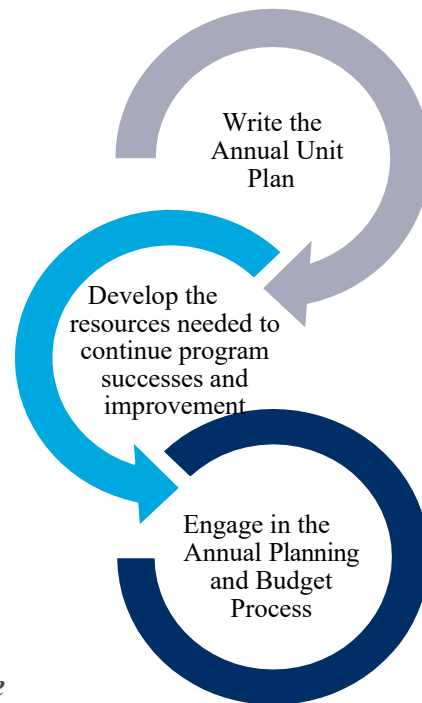 Write the
Annual Unit
Plan
Develop the
resources needed to
continue program
successes and
improvement
Engage in the
Annual Planning
and Budget
Process